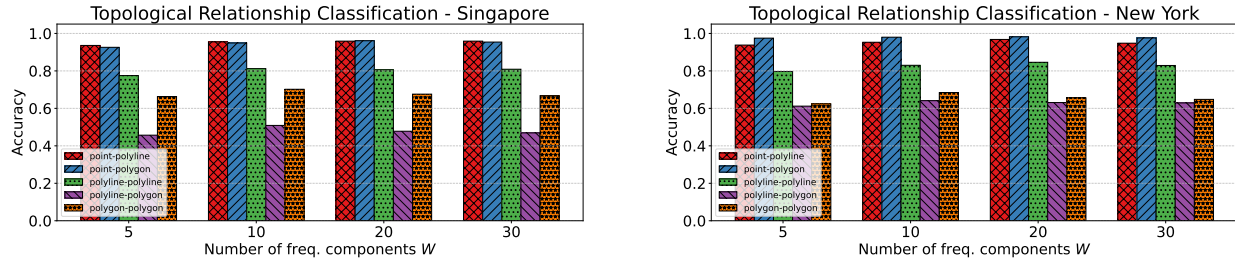 Topological Relationship Classification - Singapore
Accuracy
1.0
0.8
0.6
0.4
0.2
0.0
point-polyline
point-polygon
polyline-polyline
polyline-polygon
polygon-polygon
5
10
20
30
Number of freq. components W
Topological Relationship Classification - New York
Accuracy
1.0
0.8
0.6
0.4
0.2
0.0
point-polyline
point-polygon
polyline-polyline
polyline-polygon
polygon-polygon
5
10
20
30
Number of freq. components W